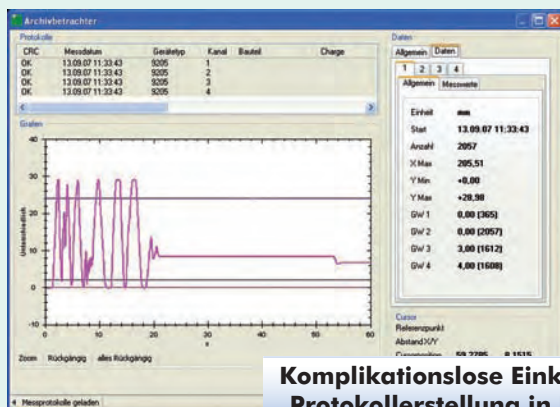 Archivbetrachter
Protokolle
CRC Messdatum Gerätetyp Kanal Bauteil Charge
OK 13.09.07 11:33:43 9205 1
OK 13.09.07 11:33:43 9205 2
OK 13.09.07 11:33:43 9205 3
OK 13.09.07 11:33:43 9205 4
Grafen
40
30
20
10
0
-10
Unterschiedlich
0 10 20 30 40 50 60
s
Zoom Rückgängig alles Rückgängig
Messprotokolle geladen
Daten
Allgemein Daten
1 2 3 4
Allgemein Messwerte
Einheit mm
Start 13.09.07 11:33:43
Anzahl 2057
X Max 205,51
Y Min +0,00
Y Max +28,98
GW 1 0,00 (365)
GW 2 0,00 (2057)
GW 3 3,00 (1612)
GW 4 4,00 (1608)
Cursor
Referenzpunkt
Abstand X/Y
Cursorposition 59,2785 8,1515
Komplikationslose Eink
Protokollerstellung in